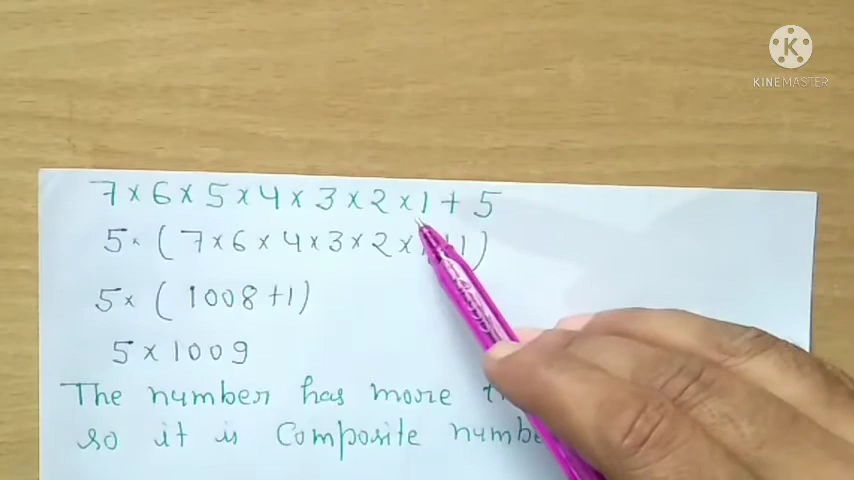 KINEMASTER
7 × 6 × 5 × 4 × 3 × 2 × 1 + 5
5 × ( 7 × 6 × 4 × 3 × 2 × 1 )
5 × ( 1008 + 1 )
5 × 1009
The number has more
so it is Composite